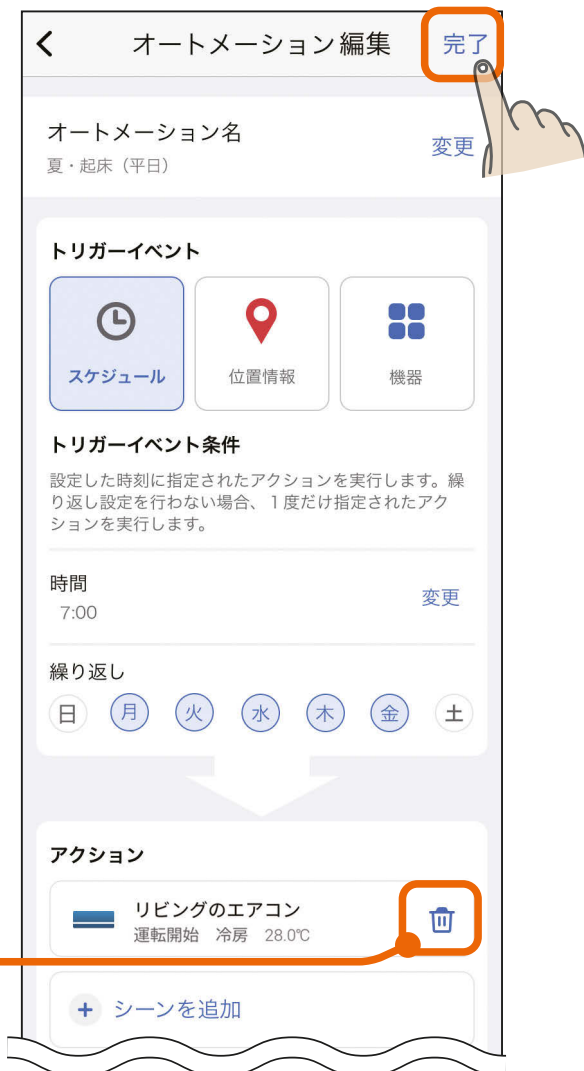 オートメーション編集 完了
オートメーション名
夏・起床（平日）
変更
トリガーイベント
スケジュール 位置情報 機器
トリガーイベント条件
設定した時刻に指定されたアクションを実行します。繰
り返し設定を行わない場合、１度だけ指定されたアク
ションを実行します。
時間
7:00
変更
繰り返し
日 月 火 水 木 金 土
アクション
リビングのエアコン
運転開始 冷房 28.0℃
+ シーンを追加